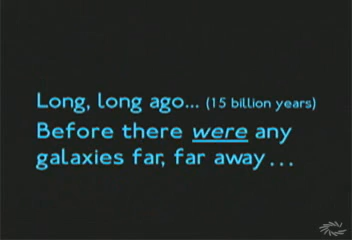 Long, long ago... (15 billion years)
Before there were any
galaxies far, far away...